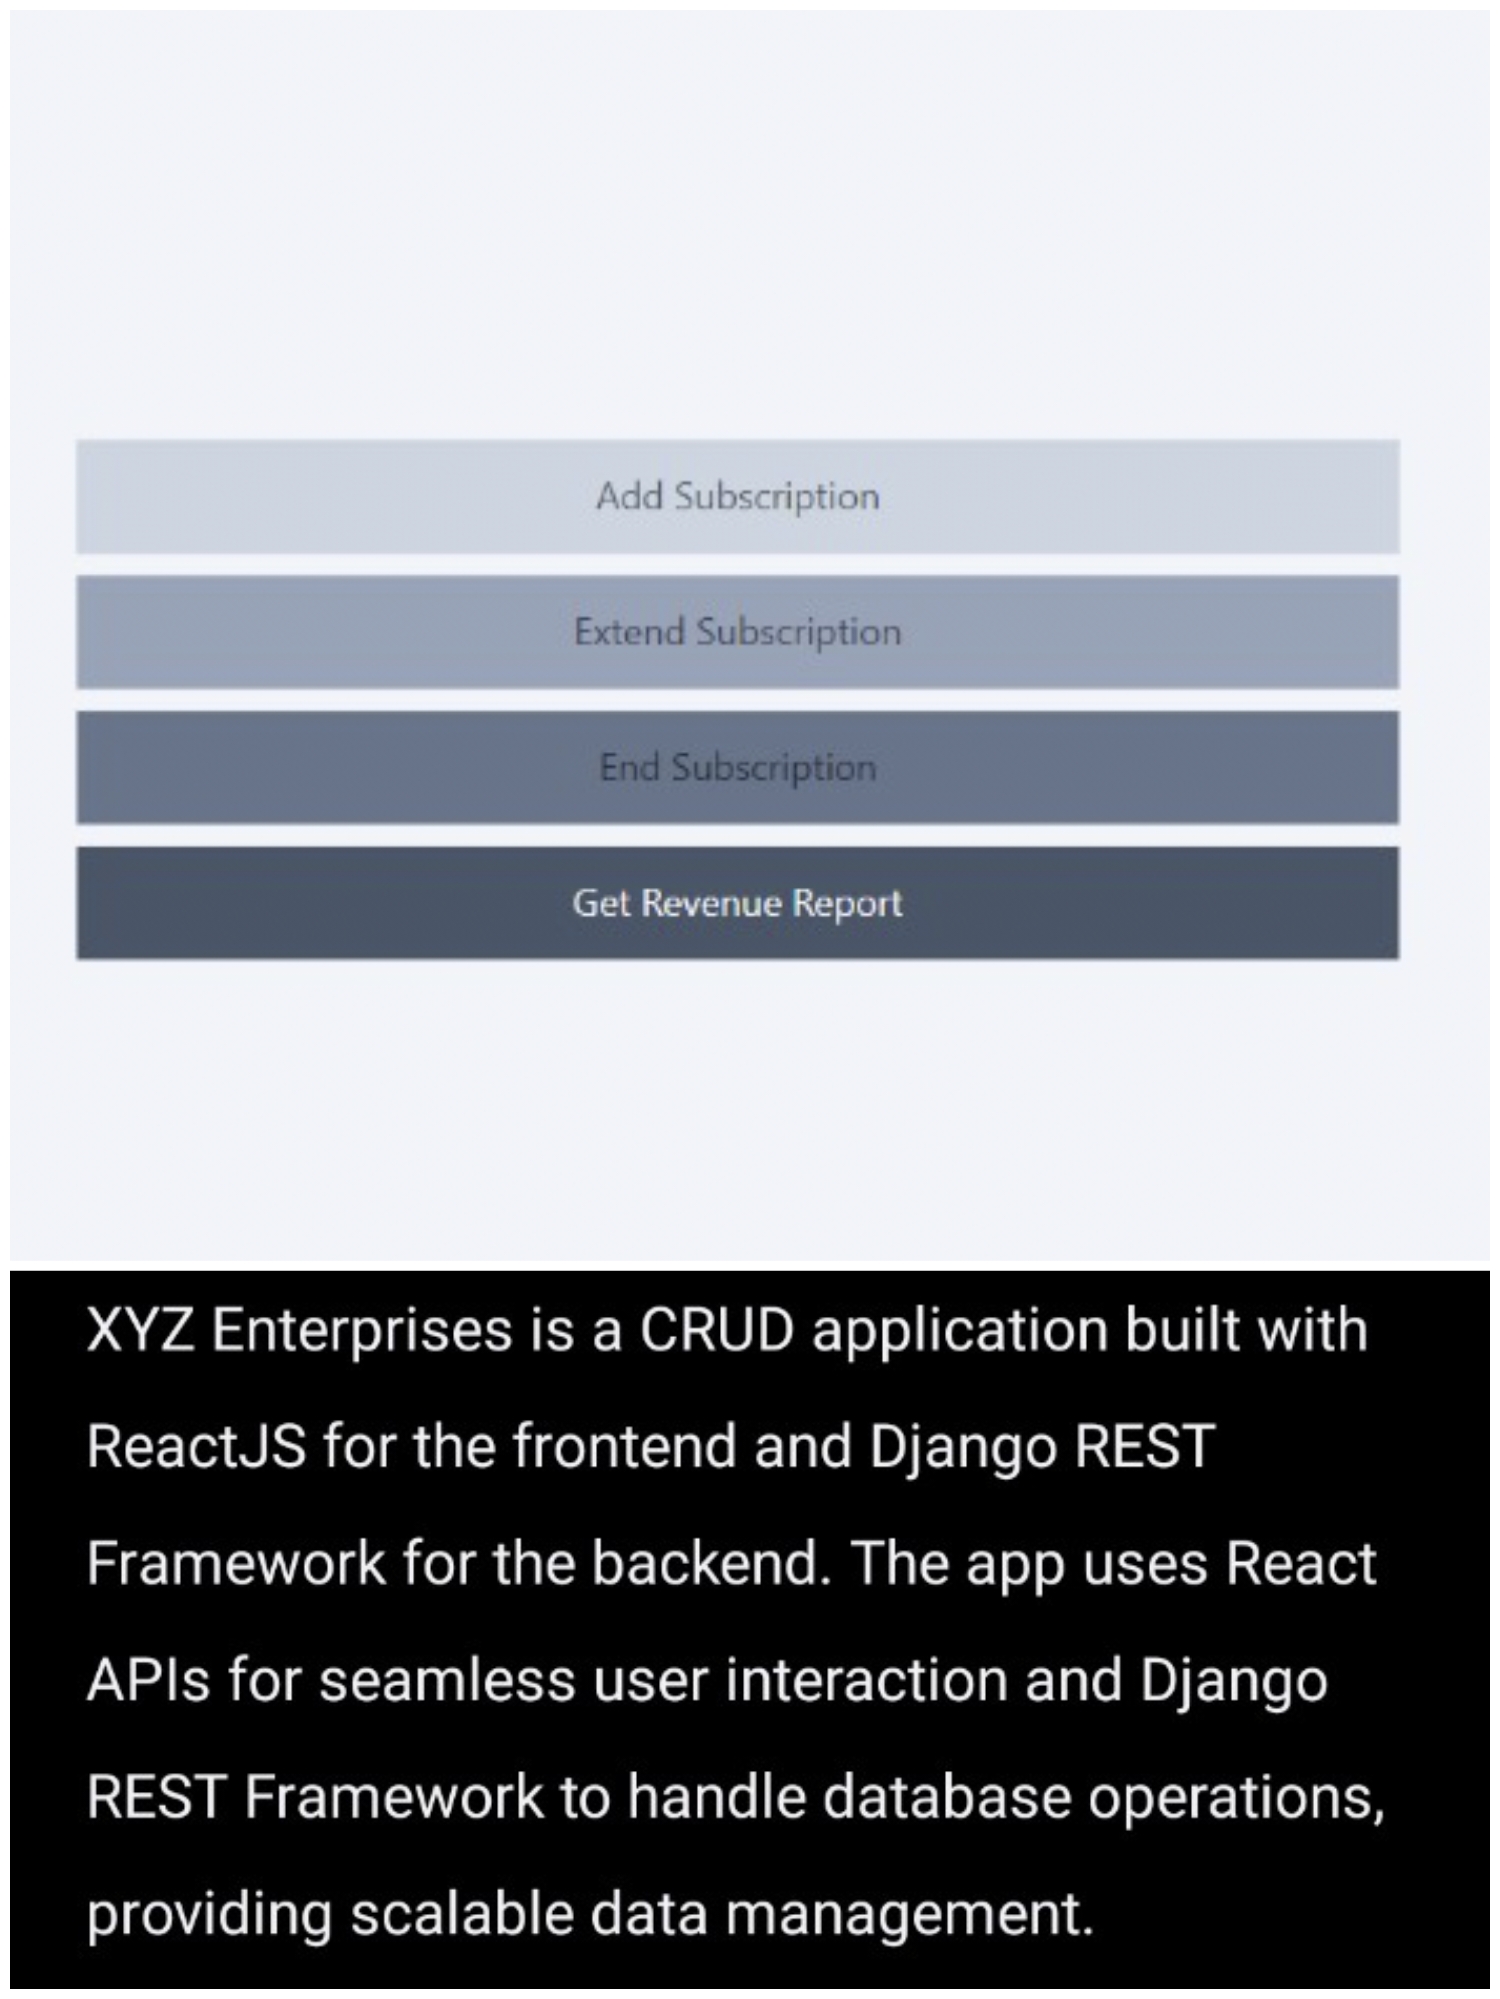 Add Subscription
Extend Subscription
End Subscription
Get Revenue Report
XYZ Enterprises is a CRUD application built with
ReactJS for the frontend and Django REST
Framework for the backend. The app uses React
APIs for seamless user interaction and Django
REST Framework to handle database operations,
providing scalable data management.